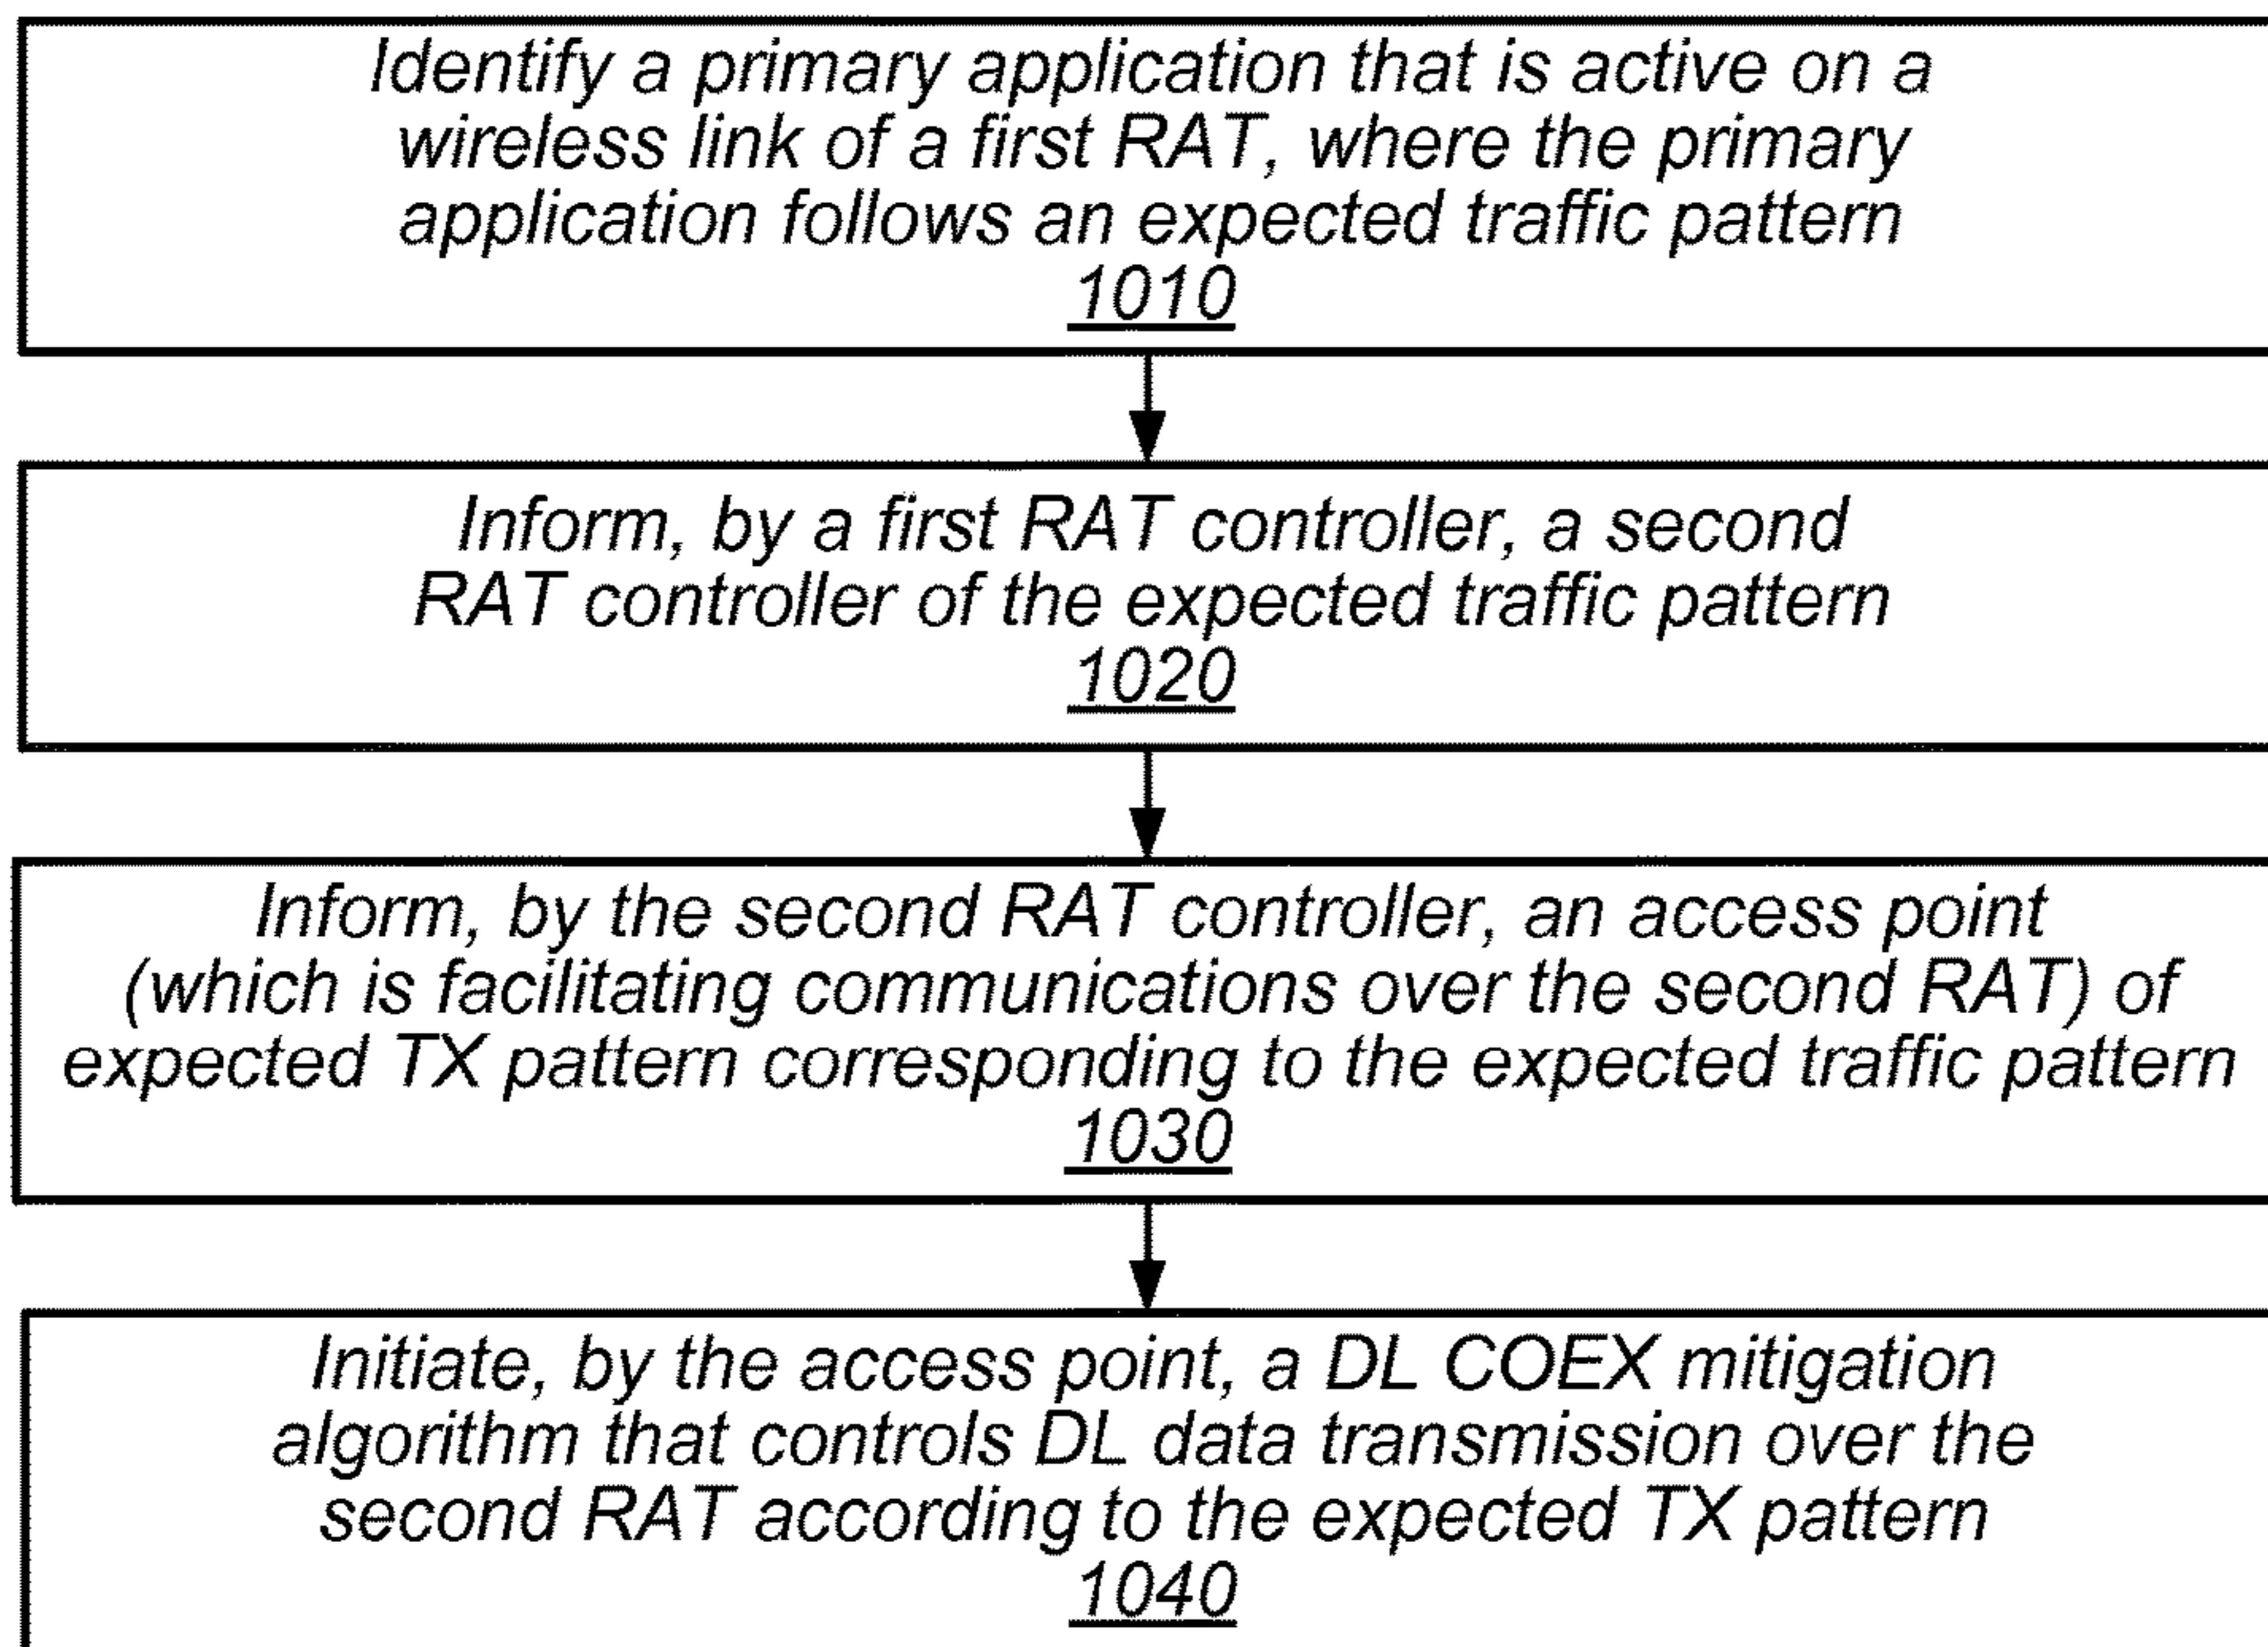 Identify a primary application that is active on a
wireless link of a first RAT, where the primary
application follows an expected traffic pattern
1010
Inform, by a first RAT controller, a second
RAT controller of the expected traffic pattern
1020
Inform, by the second RAT controller, an access point
(which is facilitating communications over the second RAT) of
expected TX pattern corresponding to the expected traffic pattern
1030
Initiate, by the access point, a DL COEX mitigation
algorithm that controls DL data transmission over the
second RAT according to the expected TX pattern
1040